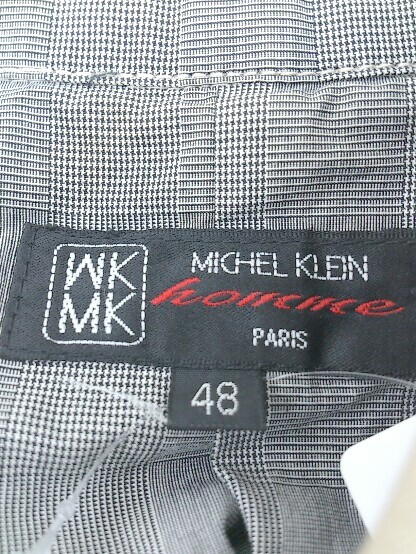 MK
MK
MICHEL KLEIN
homme
PARIS
48